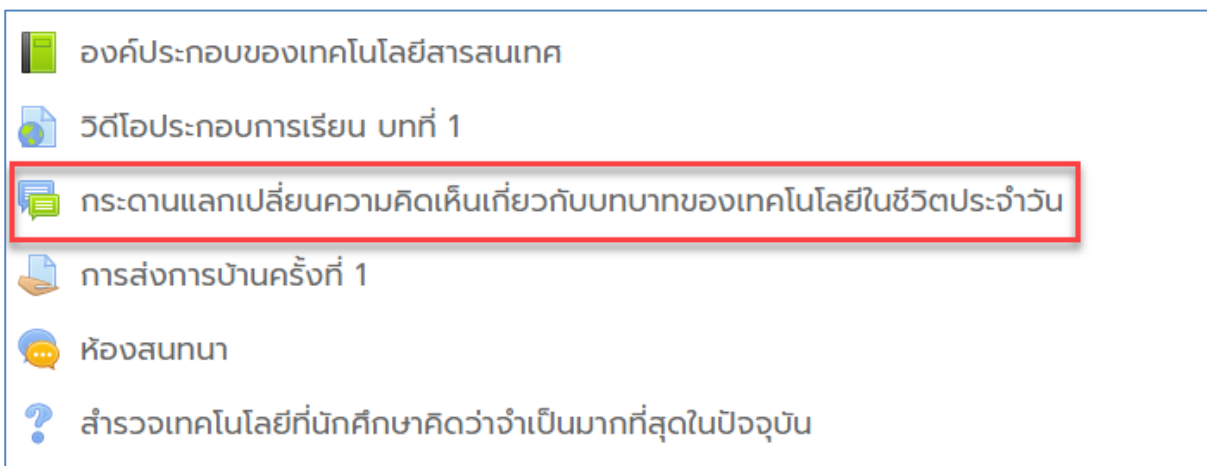 องค์ประกอบของเทคโนโลยีสารสนเทศ
วิดีโอประกอบการเรียน บทที่ 1
กระดานแลกเปลี่ยนความคิดเห็นเกี่ยวกับบทบาทของเทคโนโลยีในชีวิตประจำวัน
การส่งการบ้านครั้งที่ 1
ห้องสนทนา
สำรวจเทคโนโลยีที่นักศึกษาคิดว่าจำเป็นมากที่สุดในปัจจุบัน